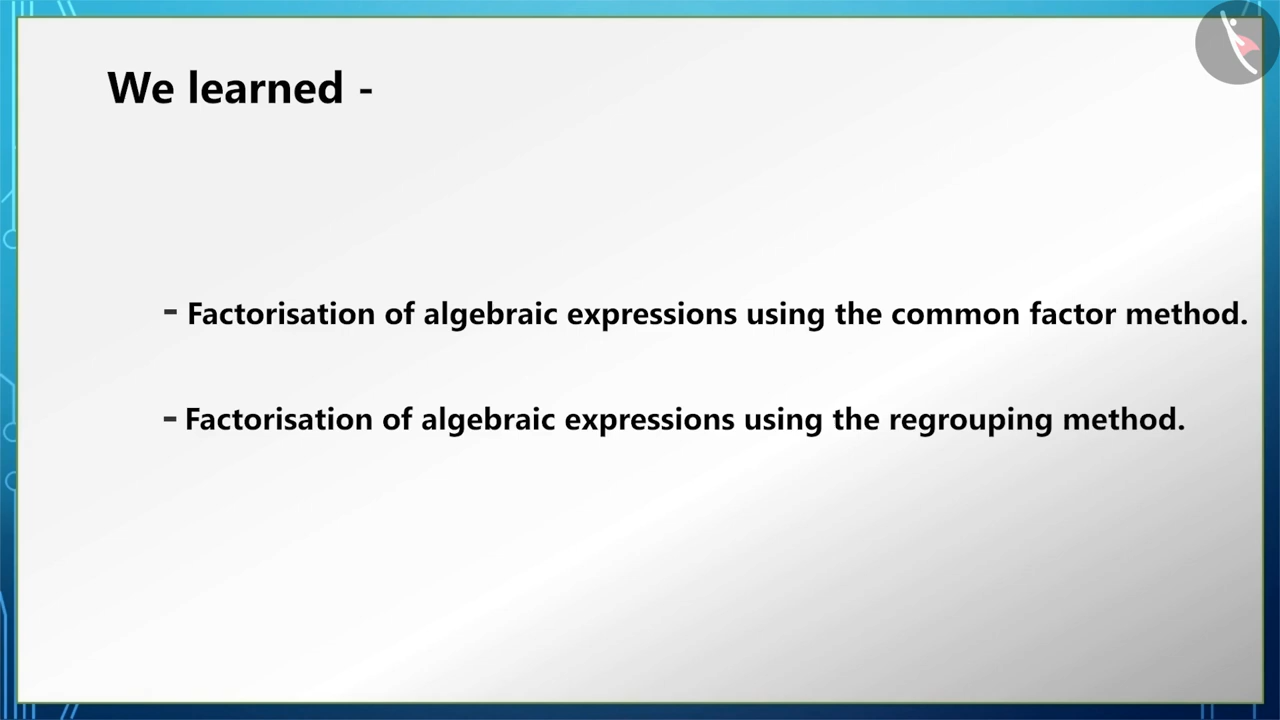 We learned -
- Factorisation of algebraic expressions using the common factor method.
- Factorisation of algebraic expressions using the regrouping method.